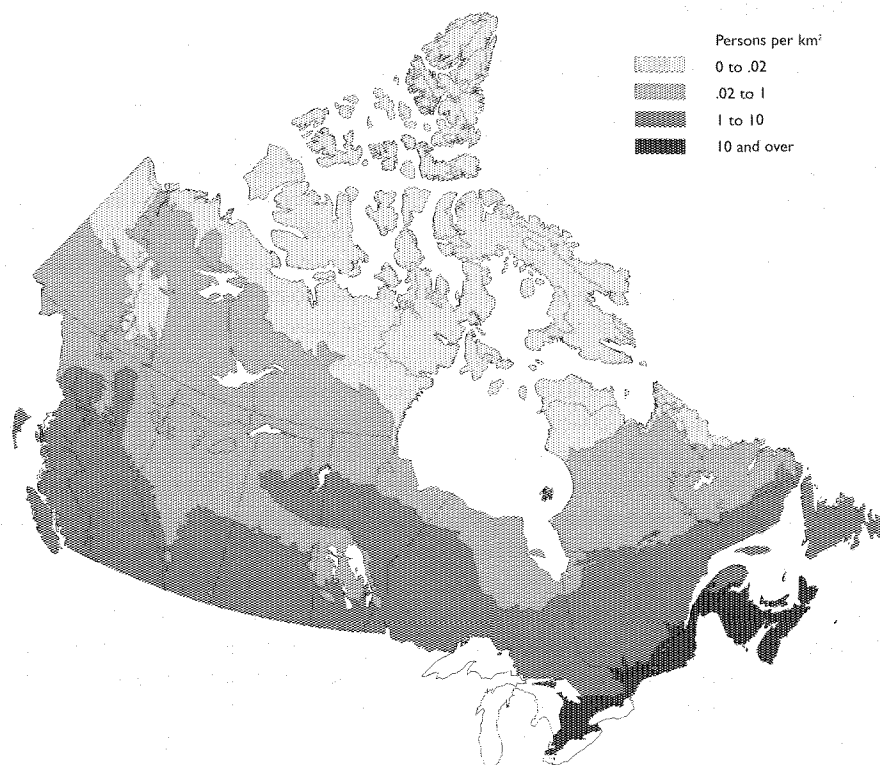 Persons per km²
0 to .02
.02 to 1
1 to 10
10 and over